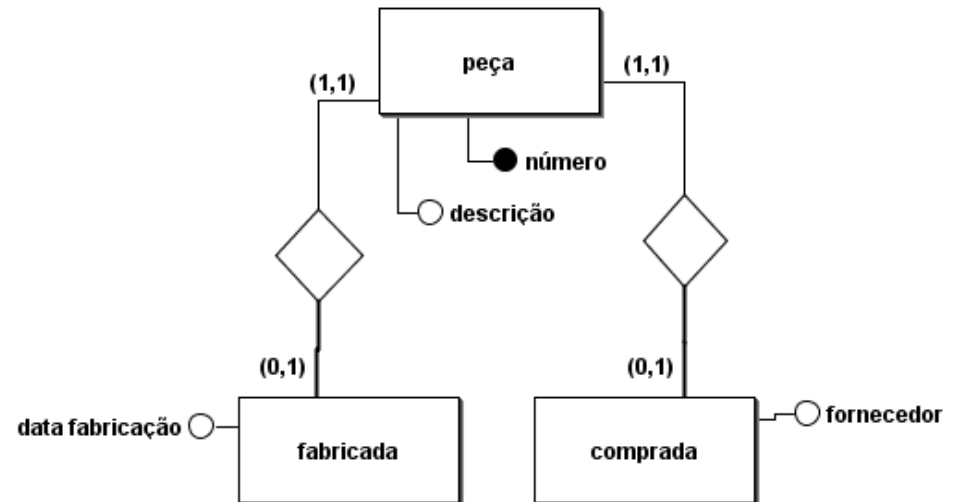 peça
(1,1)
(1,1)
número
descrição
(0,1)
(0,1)
data fabricação
fornecedor
fabricada
comprada